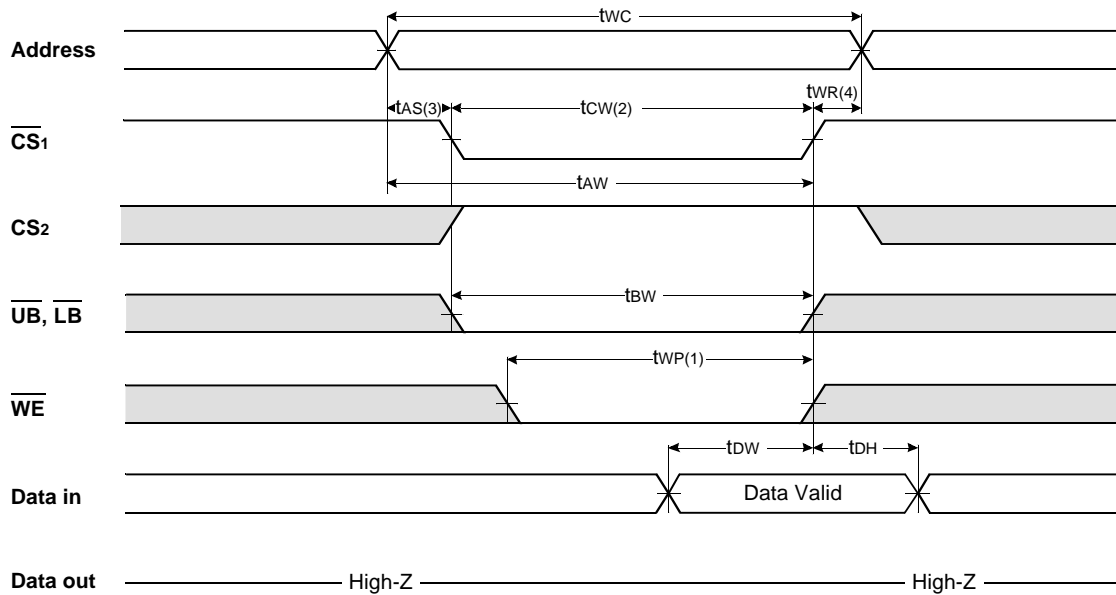 tWC
Address
tAS(3) tCW(2) tWR(4)
CS1
tAW
CS2
tBW
UB, LB
tWP(1)
WE
tDW tDH
Data in Data Valid
Data out High-Z High-Z